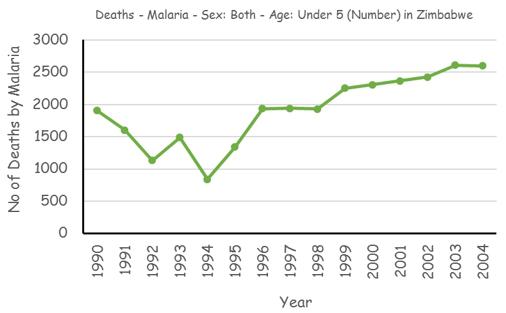 Deaths - Malaria - Sex: Both - Age: Under 5 (Number) in Zimbabwe
No of Deaths by Malaria
3000
2500
2000
1500
1000
500
0
1990 1991 1992 1993 1994 1995 1996 1997 1998 1999 2000 2001 2002 2003 2004
Year